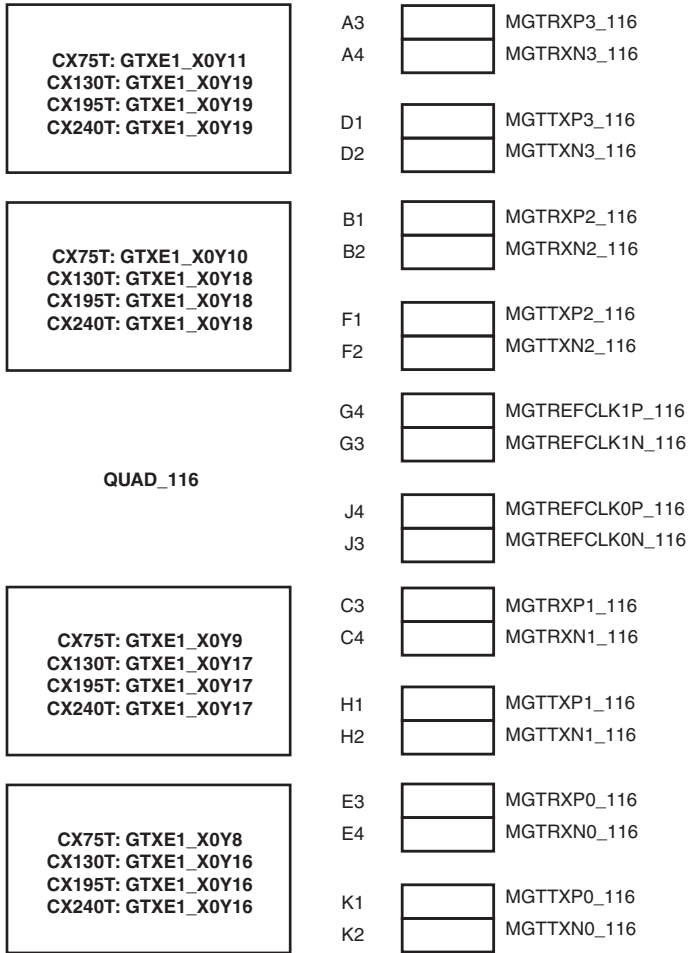 CX75T: GTXE1_X0Y11
CX130T: GTXE1_X0Y19
CX195T: GTXE1_X0Y19
CX240T: GTXE1_X0Y19
A3 MGTRXP3_116
A4 MGTRXN3_116
D1 MGTTXP3_116
D2 MGTTXN3_116
CX75T: GTXE1_X0Y10
CX130T: GTXE1_X0Y18
CX195T: GTXE1_X0Y18
CX240T: GTXE1_X0Y18
B1 MGTRXP2_116
B2 MGTRXN2_116
F1 MGTTXP2_116
F2 MGTTXN2_116
QUAD_116
G4 MGTREFCLK1P_116
G3 MGTREFCLK1N_116
J4 MGTREFCLK0P_116
J3 MGTREFCLK0N_116
CX75T: GTXE1_X0Y9
CX130T: GTXE1_X0Y17
CX195T: GTXE1_X0Y17
CX240T: GTXE1_X0Y17
C3 MGTRXP1_116
C4 MGTRXN1_116
H1 MGTTXP1_116
H2 MGTTXN1_116
CX75T: GTXE1_X0Y8
CX130T: GTXE1_X0Y16
CX195T: GTXE1_X0Y16
CX240T: GTXE1_X0Y16
E3 MGTRXP0_116
E4 MGTRXN0_116
K1 MGTTXP0_116
K2 MGTTXN0_116